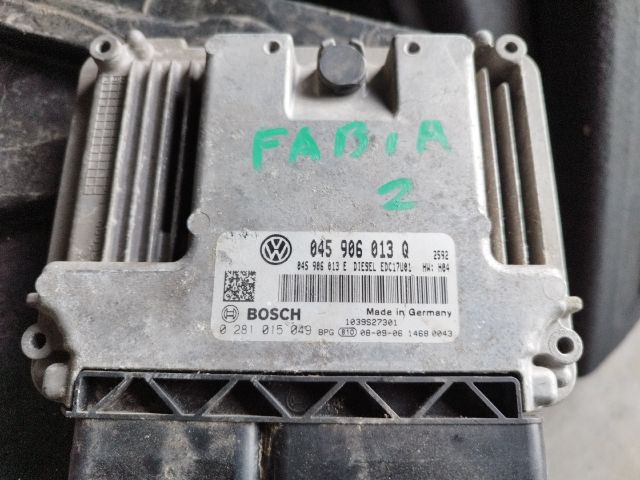 FABIA
2
045 906 013 Q 2592
045 906 013 E DIESEL EDC17U01 HW: H04
BOSCH Made in Germany
1039S27301
0 281 015 049 BPG 810 08-09-06 1468 0043